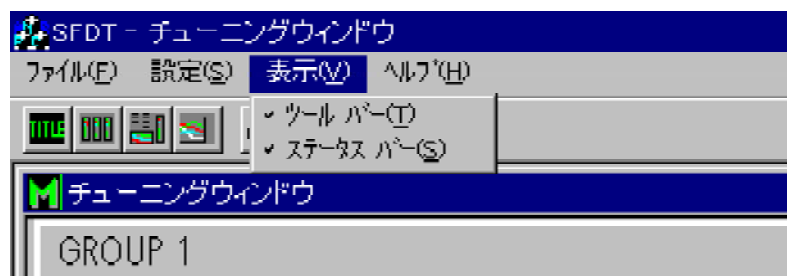 SFDT - チューニングウィンドウ
ﾌｧｲﾙ(F) 設定(S) 表示(V) ﾍﾙﾌﾟ(H)
TITLE
ツール バー(T)
ステータス バー(S)
M チューニングウィンドウ
GROUP 1